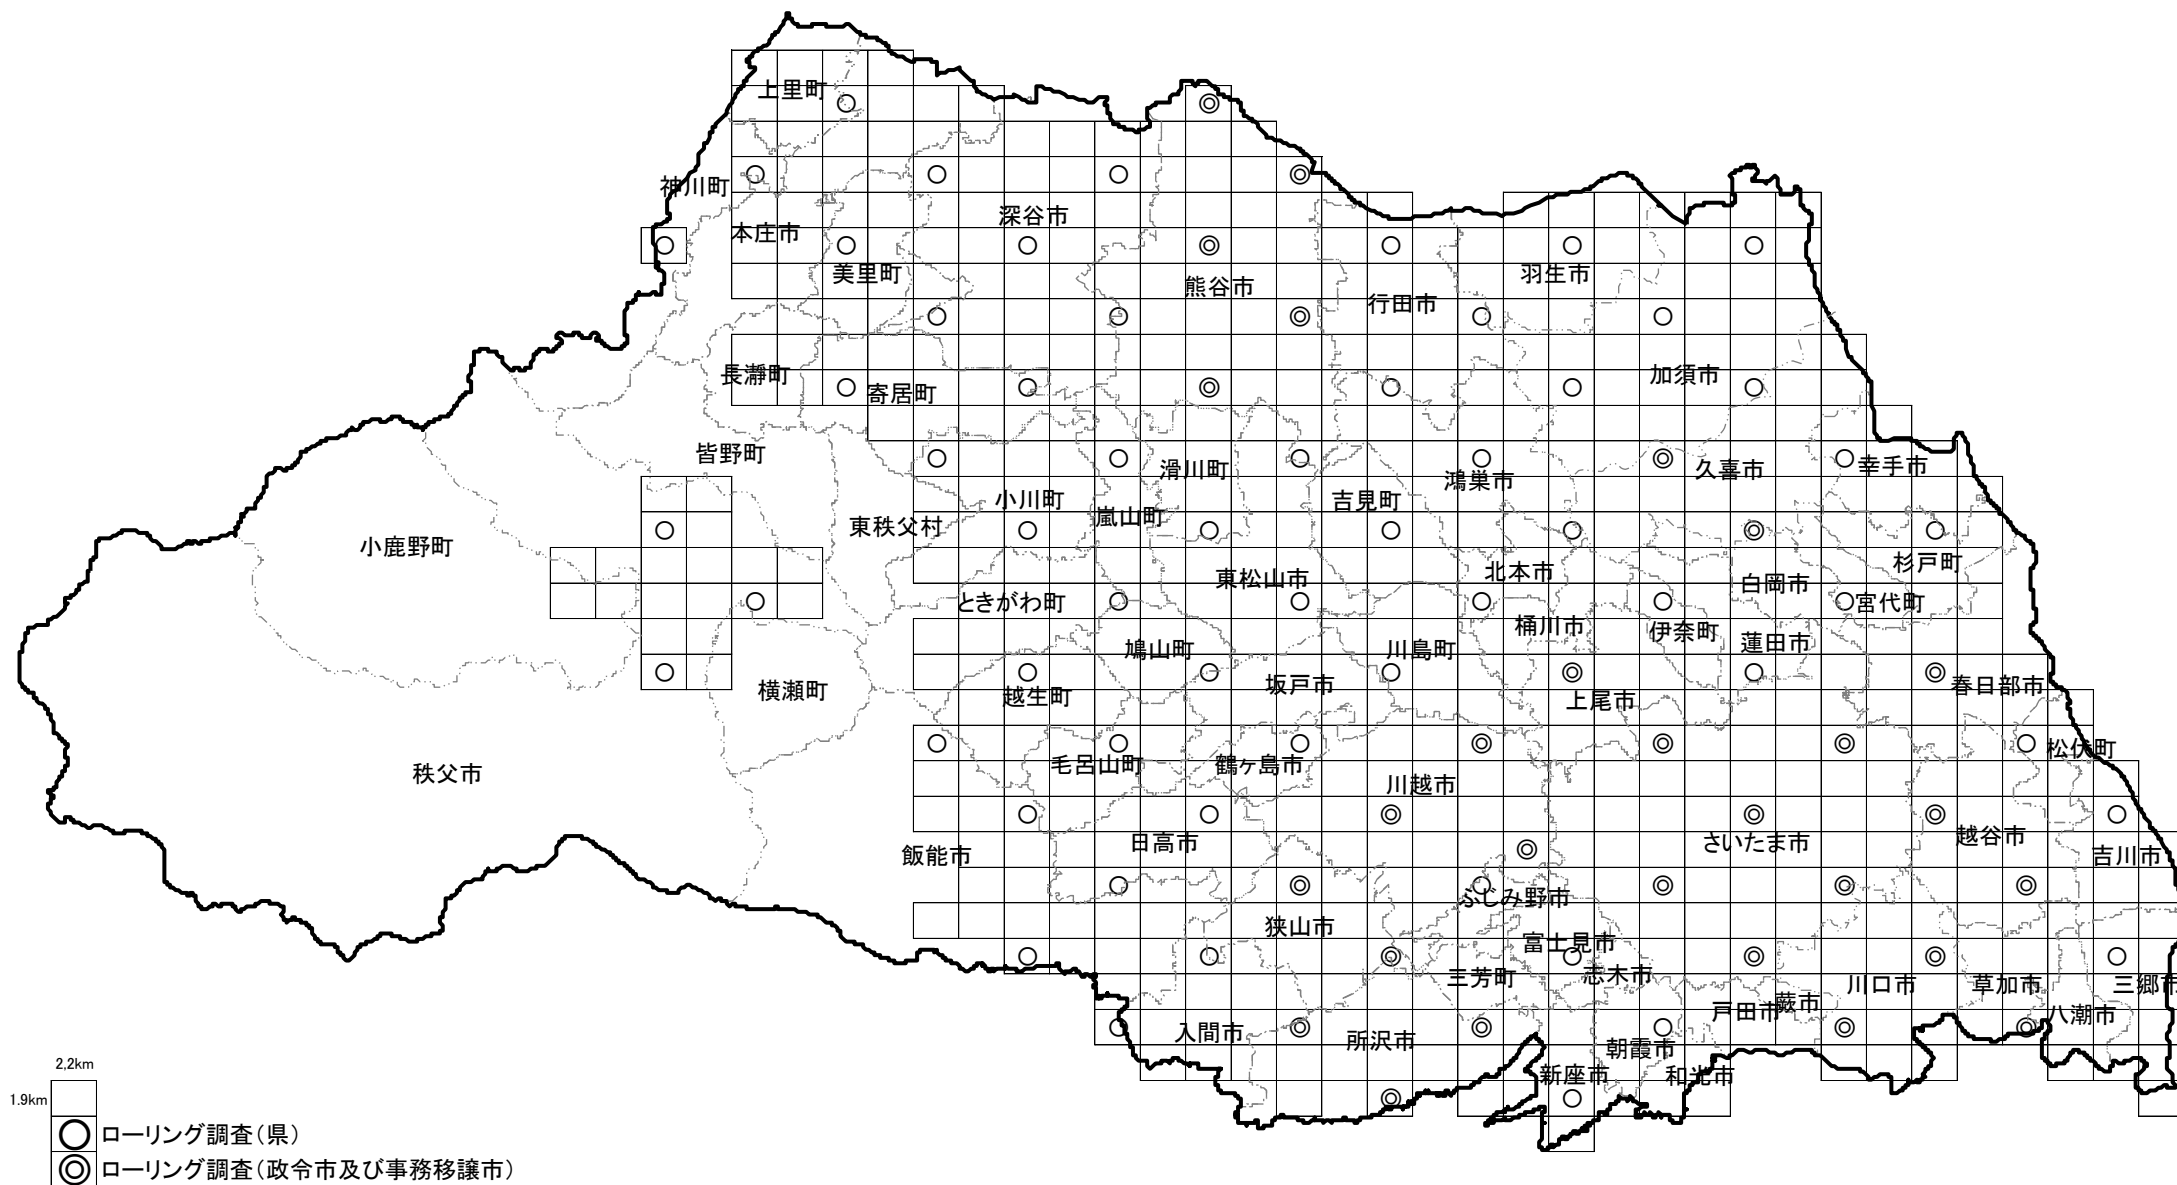 上里町
神川町
本庄市
深谷市
美里町
熊谷市
羽生市
行田市
長瀞町
寄居町
加須市
皆野町
滑川町
鴻巣市
久喜市
幸手市
小川町
嵐山町
吉見町
東秩父村
小鹿野町
東松山市
北本市
白岡市
杉戸町
ときがわ町
宮代町
桶川市
伊奈町
蓮田市
鳩山町
川島町
横瀬町
越生町
坂戸市
上尾市
春日部市
秩父市
毛呂山町
鶴ヶ島市
川越市
松伏町
飯能市
日高市
さいたま市
越谷市
吉川市
ふじみ野市
狭山市
富士見市
三芳町
志木市
川口市
草加市
三郷市
入間市
所沢市
戸田市
蕨市
八潮市
朝霞市
新座市
和光市
2,2km
1.9km
ローリング調査(県)
ローリング調査(政令市及び事務移譲市)